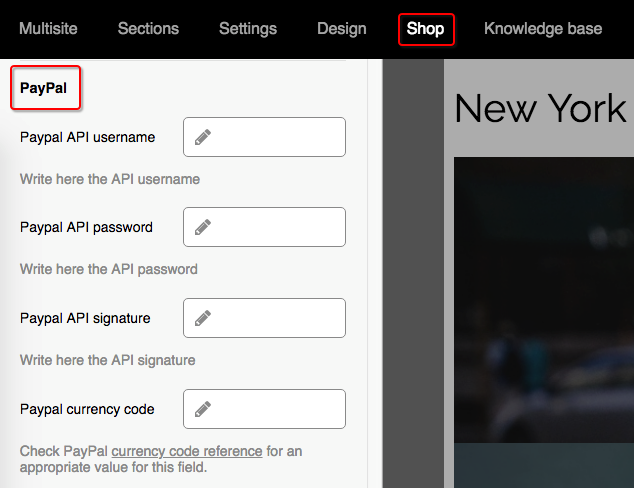 Multisite Sections Settings Design Shop Knowledge base
PayPal
New York
Paypal API username
Write here the API username
Paypal API password
Write here the API password
Paypal API signature
Write here the API signature
Paypal currency code
Check PayPal currency code reference for an
appropriate value for this field.